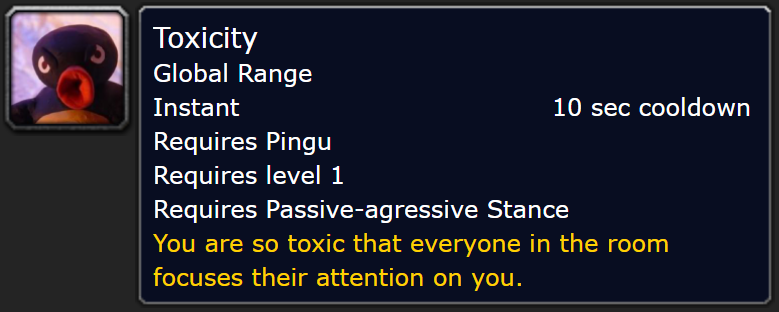 Toxicity
Global Range
Instant 10 sec cooldown
Requires Pingu
Requires level 1
Requires Passive-agressive Stance
You are so toxic that everyone in the room
focuses their attention on you.